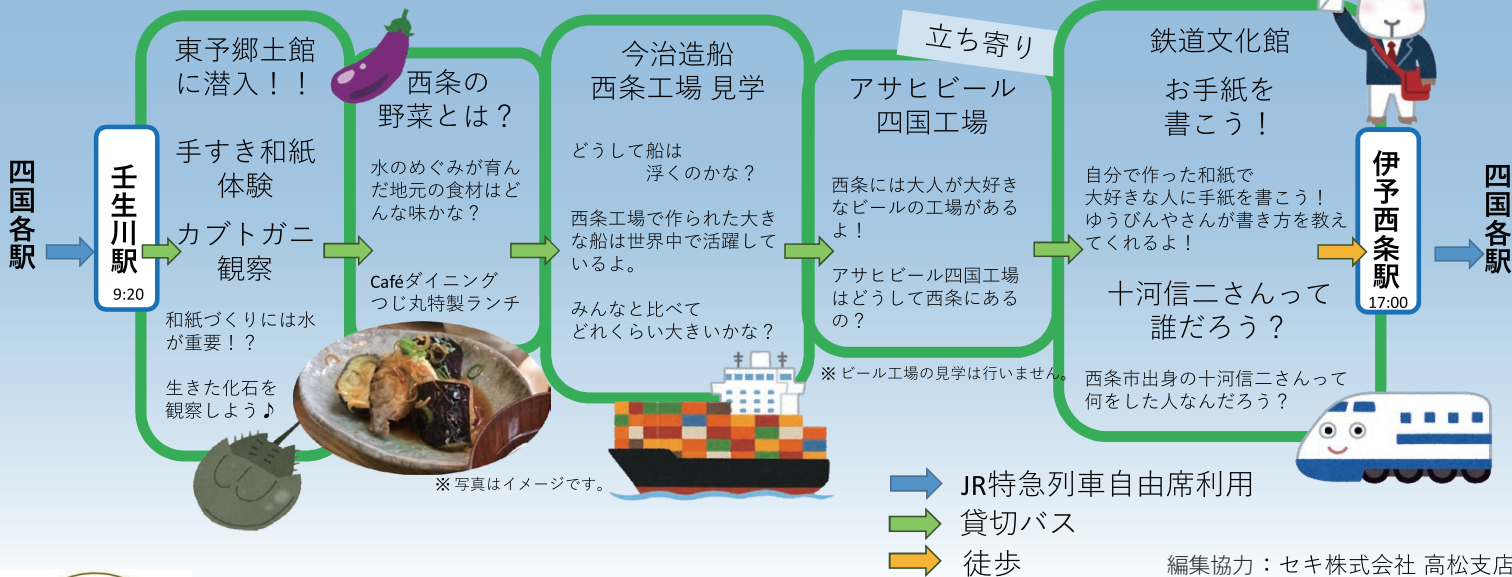 四国各駅
壬生川駅
9:20
東予郷土館
に潜入！！
手すき和紙
体験
カブトガニ
観察
和紙づくりには水
が重要！？
生きた化石を
観察しよう♪
西条の
野菜とは？
水のめぐみが育ん
だ地元の食材はど
んな味かな？
Caféダイニング
つじ丸特製ランチ
※写真はイメージです。
今治造船
西条工場 見学
どうして船は
浮くのかな？
西条工場で作られた大き
な船は世界中で活躍して
いるよ。
みんなと比べて
どれくらい大きいかな？
立ち寄り
アサヒビール
四国工場
西条には大人が大好き
なビールの工場がある
よ！
アサヒビール四国工場
はどうして西条にある
の？
※ビール工場の見学は行いません。
鉄道文化館
お手紙を
書こう！
自分で作った和紙で
大好きな人に手紙を書こう！
ゆうびんやさんが書き方を教え
てくれるよ！
十河信二さんって
誰だろう？
西条市出身の十河信二さんって
何をした人なんだろう？
伊予西条駅
17:00
四国各駅
JR特急列車自由席利用
貸切バス
徒歩
編集協力：セキ株式会社 高松支店